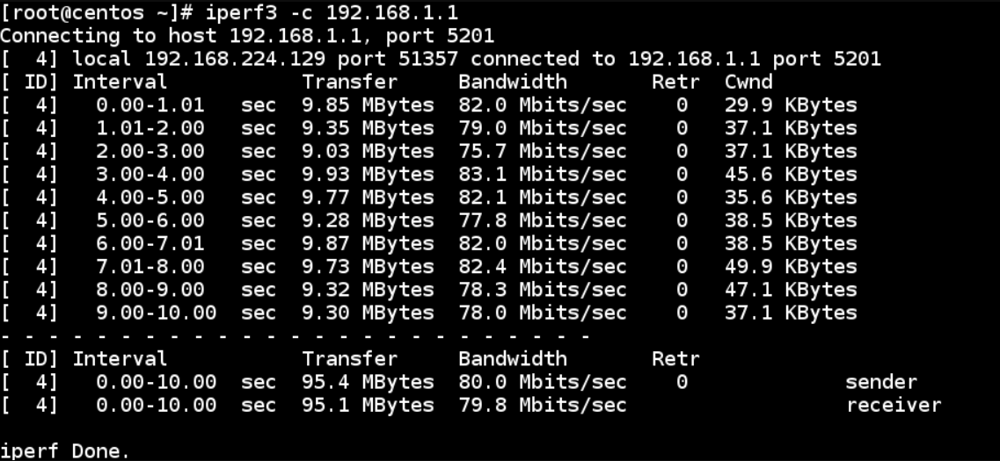 [root@centos ~]# iperf3 -c 192.168.1.1
Connecting to host 192.168.1.1, port 5201
[  4] local 192.168.224.129 port 51357 connected to 192.168.1.1 port 5201
[ ID] Interval           Transfer     Bandwidth       Retr  Cwnd
[  4]   0.00-1.01   sec  9.85 MBytes  82.0 Mbits/sec    0   29.9 KBytes
[  4]   1.01-2.00   sec  9.35 MBytes  79.0 Mbits/sec    0   37.1 KBytes
[  4]   2.00-3.00   sec  9.03 MBytes  75.7 Mbits/sec    0   37.1 KBytes
[  4]   3.00-4.00   sec  9.93 MBytes  83.1 Mbits/sec    0   45.6 KBytes
[  4]   4.00-5.00   sec  9.77 MBytes  82.1 Mbits/sec    0   35.6 KBytes
[  4]   5.00-6.00   sec  9.28 MBytes  77.8 Mbits/sec    0   38.5 KBytes
[  4]   6.00-7.01   sec  9.87 MBytes  82.0 Mbits/sec    0   38.5 KBytes
[  4]   7.01-8.00   sec  9.73 MBytes  82.4 Mbits/sec    0   49.9 KBytes
[  4]   8.00-9.00   sec  9.32 MBytes  78.3 Mbits/sec    0   47.1 KBytes
[  4]   9.00-10.00  sec  9.30 MBytes  78.0 Mbits/sec    0   37.1 KBytes
- - - - - - - - - - - - - - - - - - - - - - - - -
[ ID] Interval           Transfer     Bandwidth       Retr
[  4]   0.00-10.00  sec  95.4 MBytes  80.0 Mbits/sec    0             sender
[  4]   0.00-10.00  sec  95.1 MBytes  79.8 Mbits/sec                  receiver

iperf Done.